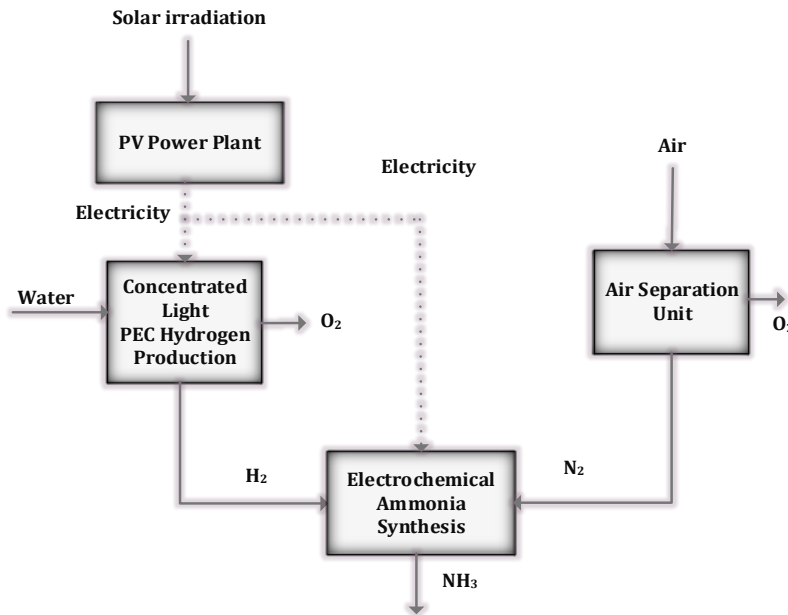 Solar irradiation
PV Power Plant
Electricity
Air
Electricity
Water
Concentrated
Light
PEC Hydrogen
Production
O₂
Air Separation
Unit
O₂
H₂
N₂
Electrochemical
Ammonia
Synthesis
NH₃